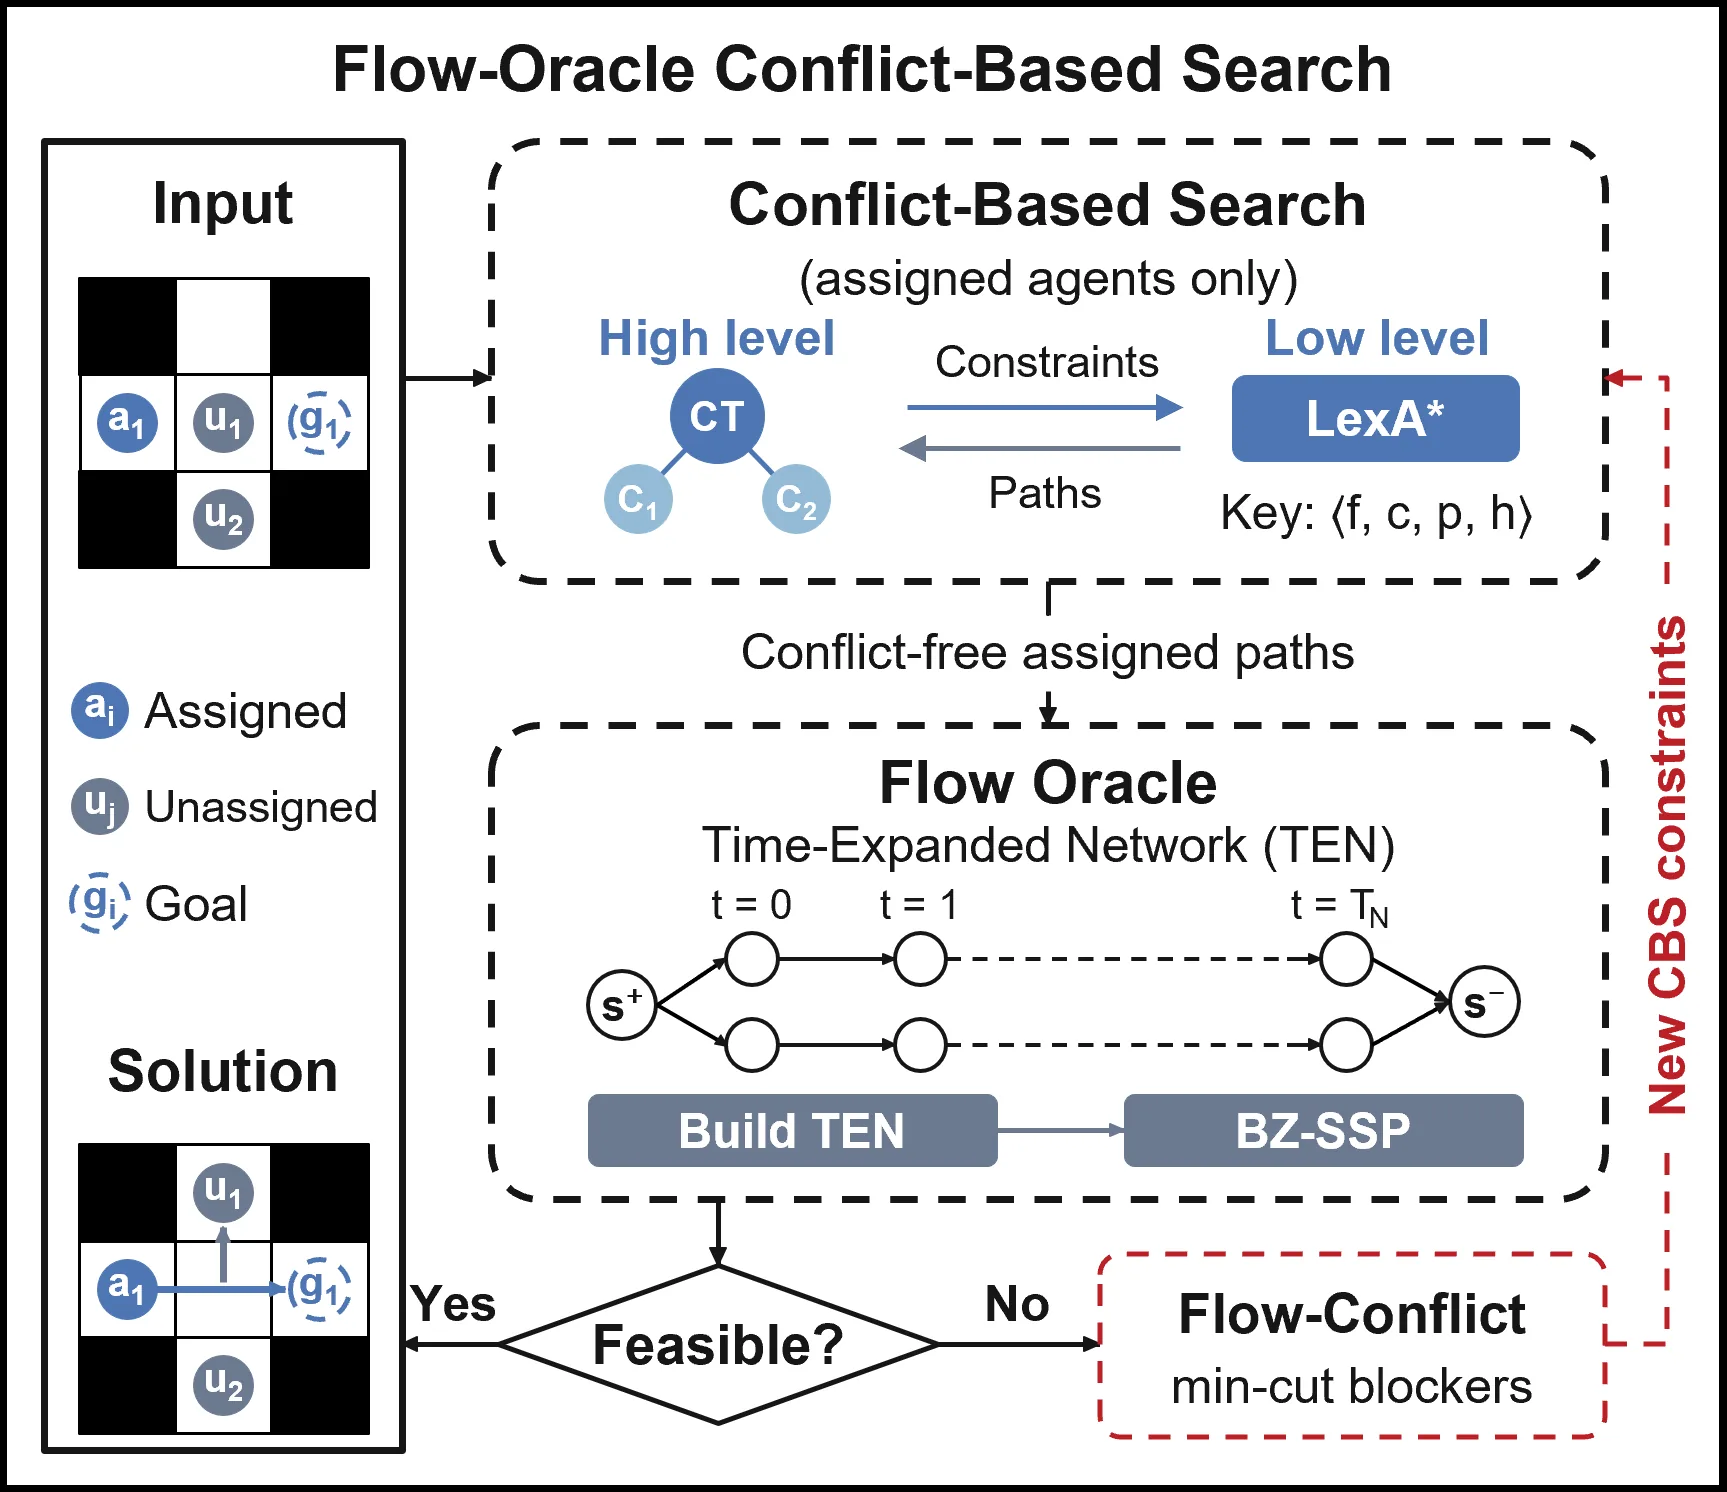 Flow-Oracle Conflict-Based Search
Input
a1
u1
g1
u2
ai Assigned
uj Unassigned
gi Goal
Solution
u1
a1
g1
u2
Conflict-Based Search
(assigned agents only)
High level
CT
C1
C2
Constraints
Paths
Low level
LexA*
Key: ⟨f, c, p, h⟩
Conflict-free assigned paths
Flow Oracle
Time-Expanded Network (TEN)
t = 0
t = 1
t = TN
s+
s−
Build TEN
BZ-SSP
Feasible?
Yes
No
Flow-Conflict
min-cut blockers
New CBS constraints